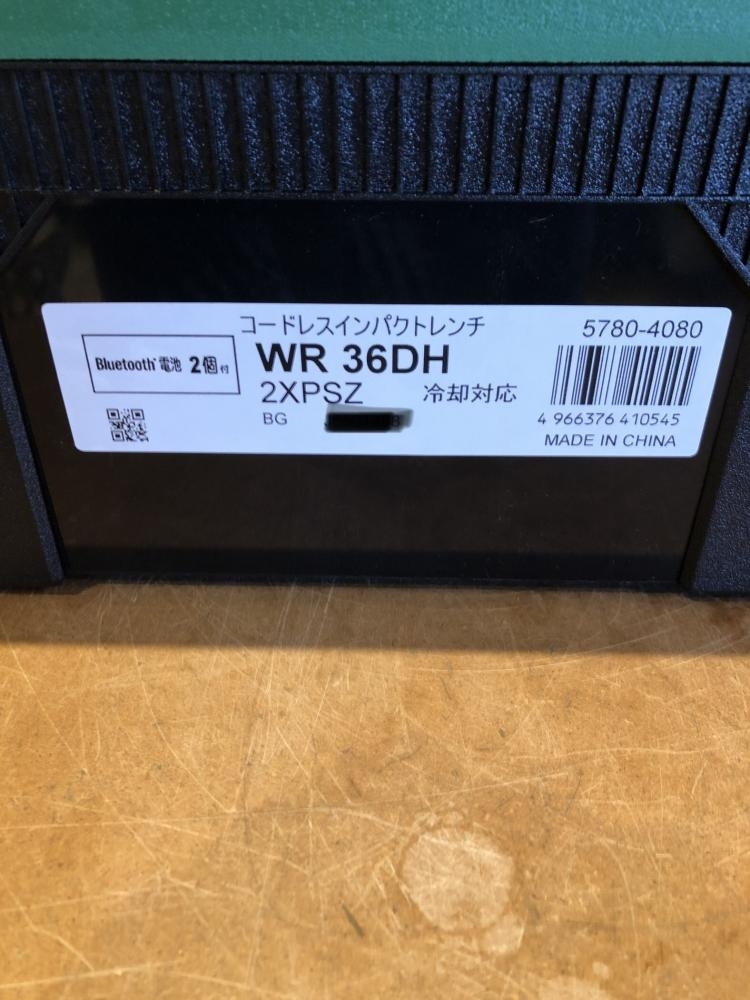 コードレスインパクトレンチ
5780-4080
Bluetooth 電池 2個付
WR 36DH
2XPSZ 冷却対応
4 966376 410545
BG
MADE IN CHINA